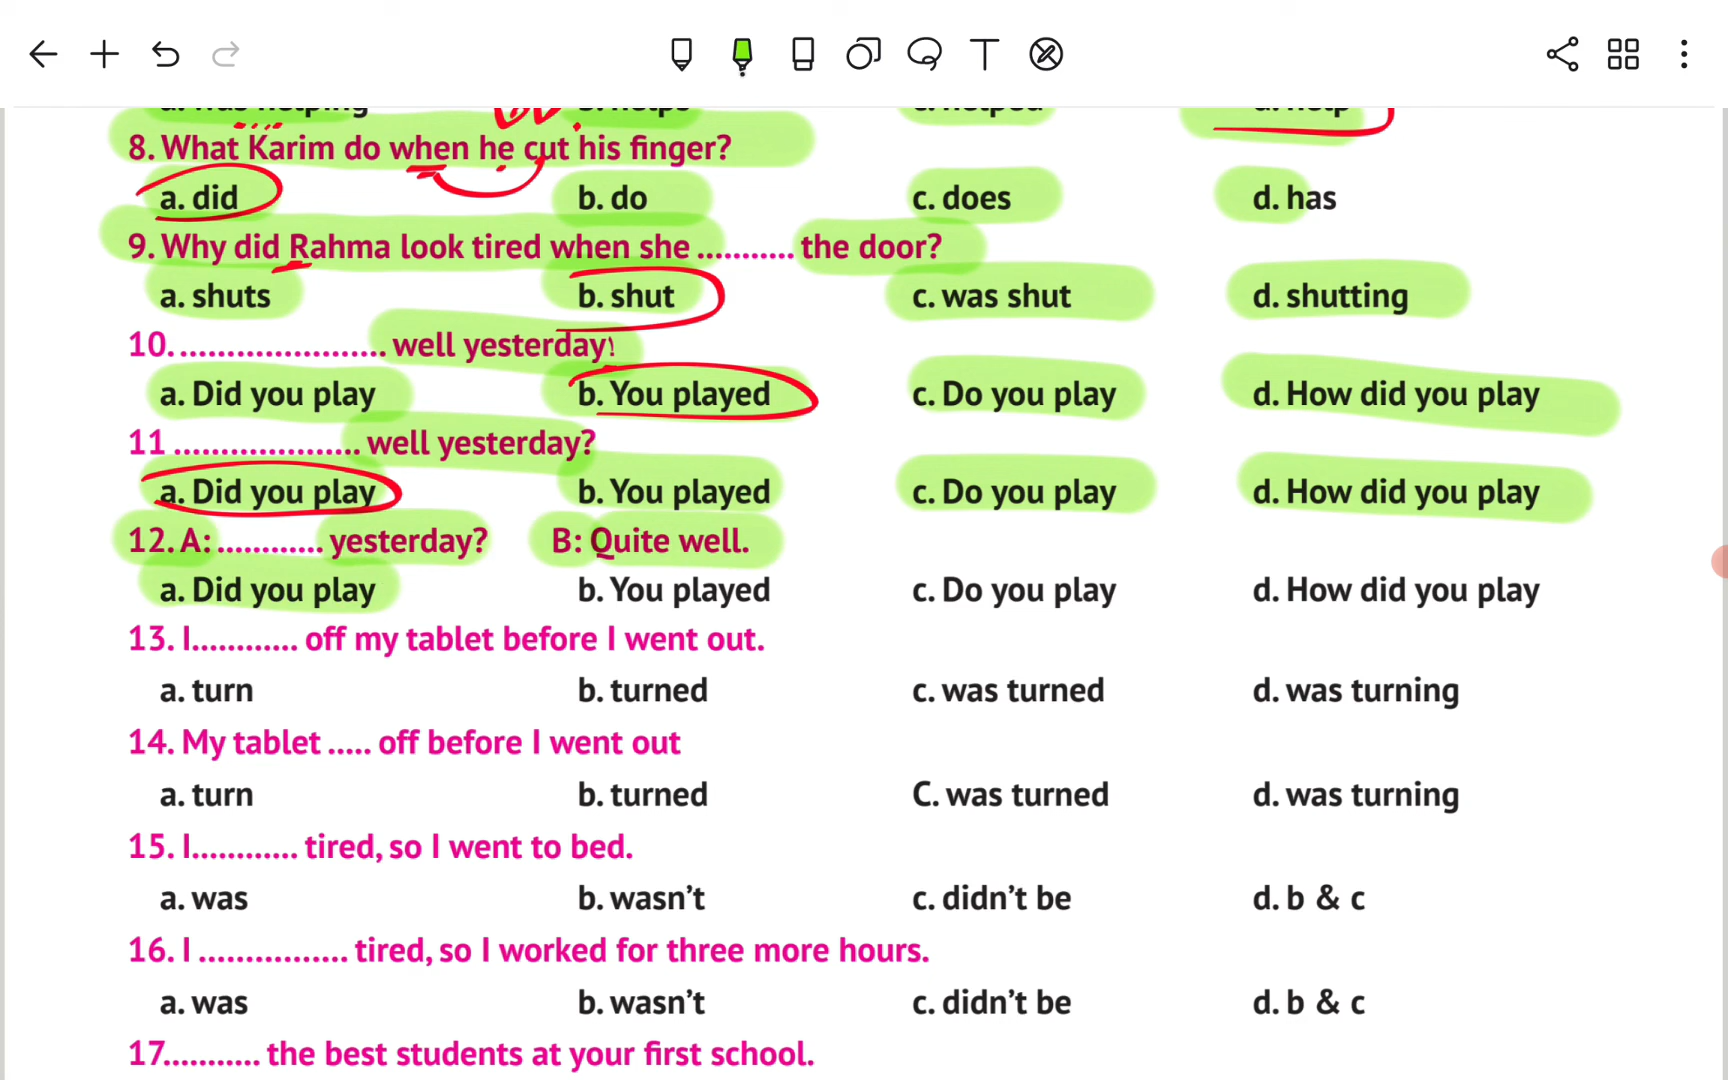 a. was helping b. helps c. helped d. help
8. What Karim do when he cut his finger?
a. did b. do c. does d. has
9. Why did Rahma look tired when she .......... the door?
a. shuts b. shut c. was shut d. shutting
10. ...................... well yesterday!
a. Did you play b. You played c. Do you play d. How did you play
11 .................... well yesterday?
a. Did you play b. You played c. Do you play d. How did you play
12. A: ............ yesterday? B: Quite well.
a. Did you play b. You played c. Do you play d. How did you play
13. I............ off my tablet before I went out.
a. turn b. turned c. was turned d. was turning
14. My tablet ..... off before I went out
a. turn b. turned C. was turned d. was turning
15. I............ tired, so I went to bed.
a. was b. wasn't c. didn't be d. b & c
16. I ................ tired, so I worked for three more hours.
a. was b. wasn't c. didn't be d. b & c
17........... the best students at your first school.